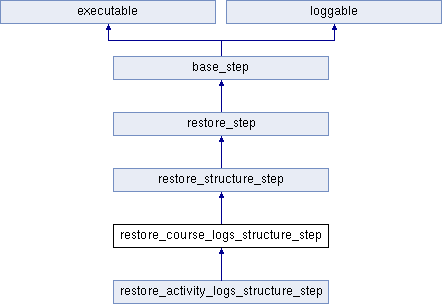 executable
loggable
base_step
restore_step
restore_structure_step
restore_course_logs_structure_step
restore_activity_logs_structure_step